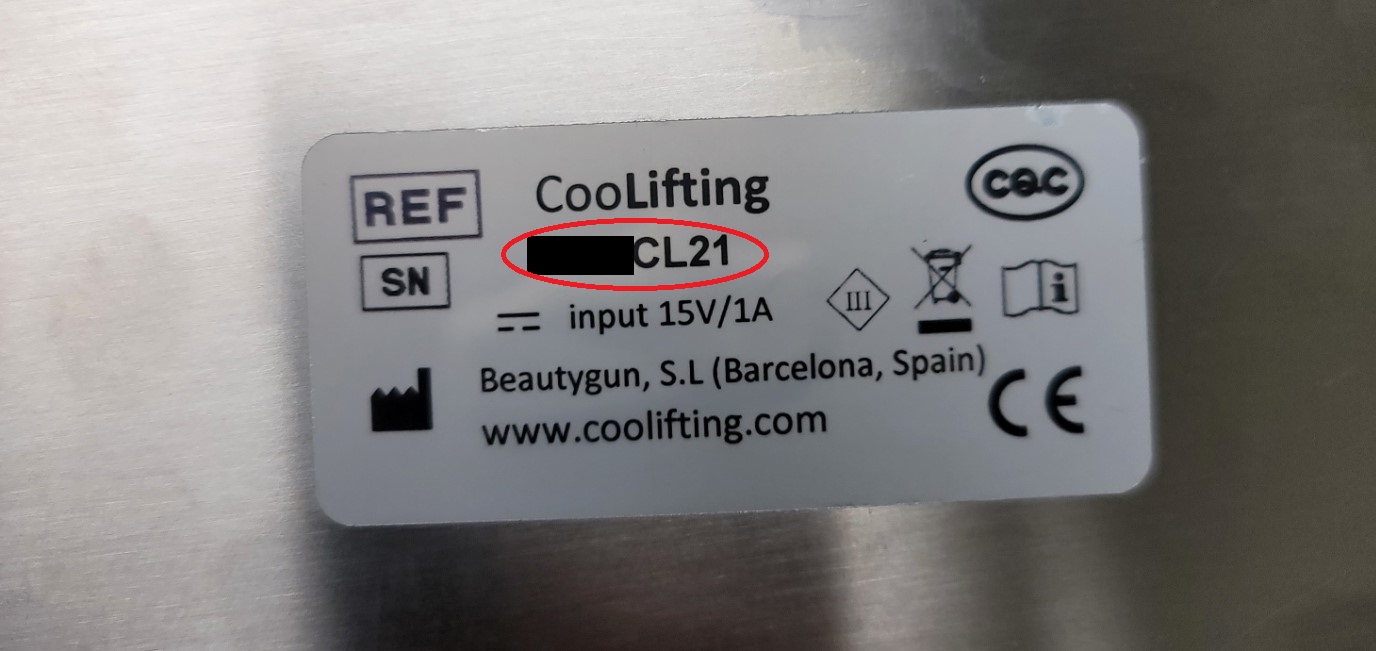 REF CooLifting
CQC
SN CL21
input 15V/1A
III
i
Beautygun, S.L (Barcelona, Spain)
www.coolifting.com
CE